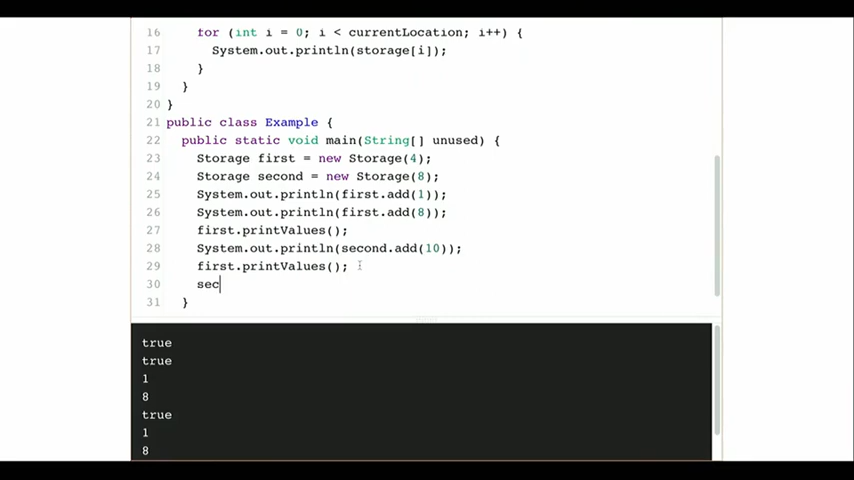 16 for (int i = 0; i < currentLocation; i++) {
17 System.out.println(storage[i]);
18 }
19 }
20 }
21 public class Example {
22 public static void main(String[] unused) {
23 Storage first = new Storage(4);
24 Storage second = new Storage(8);
25 System.out.println(first.add(1));
26 System.out.println(first.add(8));
27 first.printValues();
28 System.out.println(second.add(10));
29 first.printValues();
30 sec
31 }
true
true
1
8
true
1
8